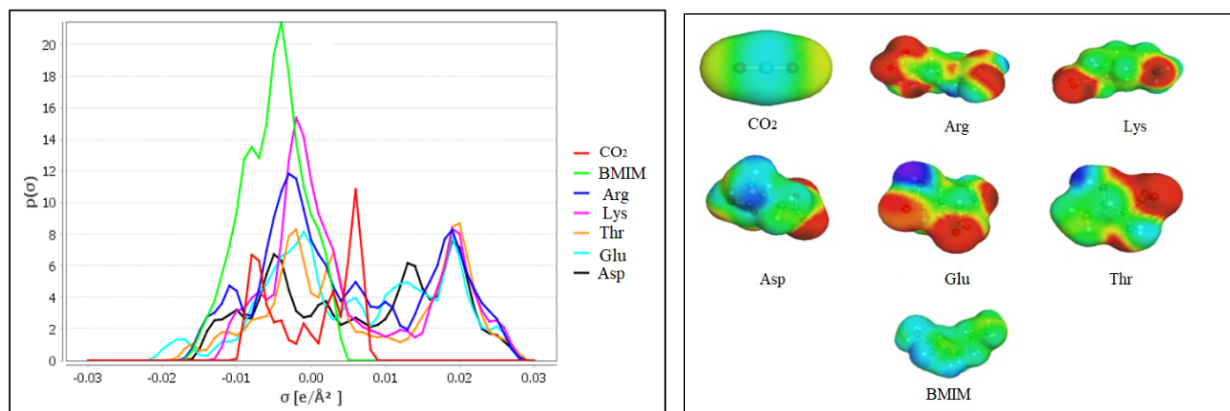 20
18
16
14
12
10
8
6
4
2
0
p(σ)
-0.03 -0.02 -0.01 0.00 0.01 0.02 0.03
σ [e/Å²]
CO₂
BMIM
Arg
Lys
Thr
Glu
Asp
CO₂ Arg Lys
Asp Glu Thr
BMIM